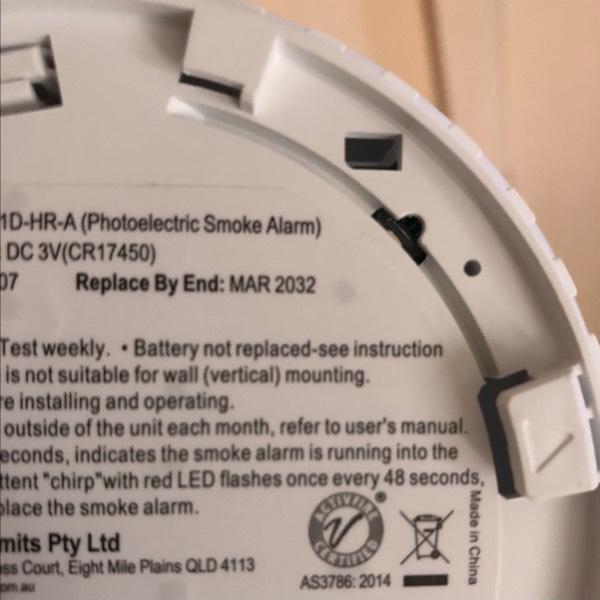 1D-HR-A (Photoelectric Smoke Alarm)
DC 3V(CR17450)
07 Replace By End: MAR 2032
Test weekly. • Battery not replaced-see instruction
is not suitable for wall (vertical) mounting.
re installing and operating.
outside of the unit each month, refer to user's manual.
econds, indicates the smoke alarm is running into the
ttent "chirp"with red LED flashes once every 48 seconds,
place the smoke alarm.
mits Pty Ltd
ss Court, Eight Mile Plains QLD 4113
om.au
ACTIVFIRE
®
CERTIFIED
AS3786: 2014
Made in China